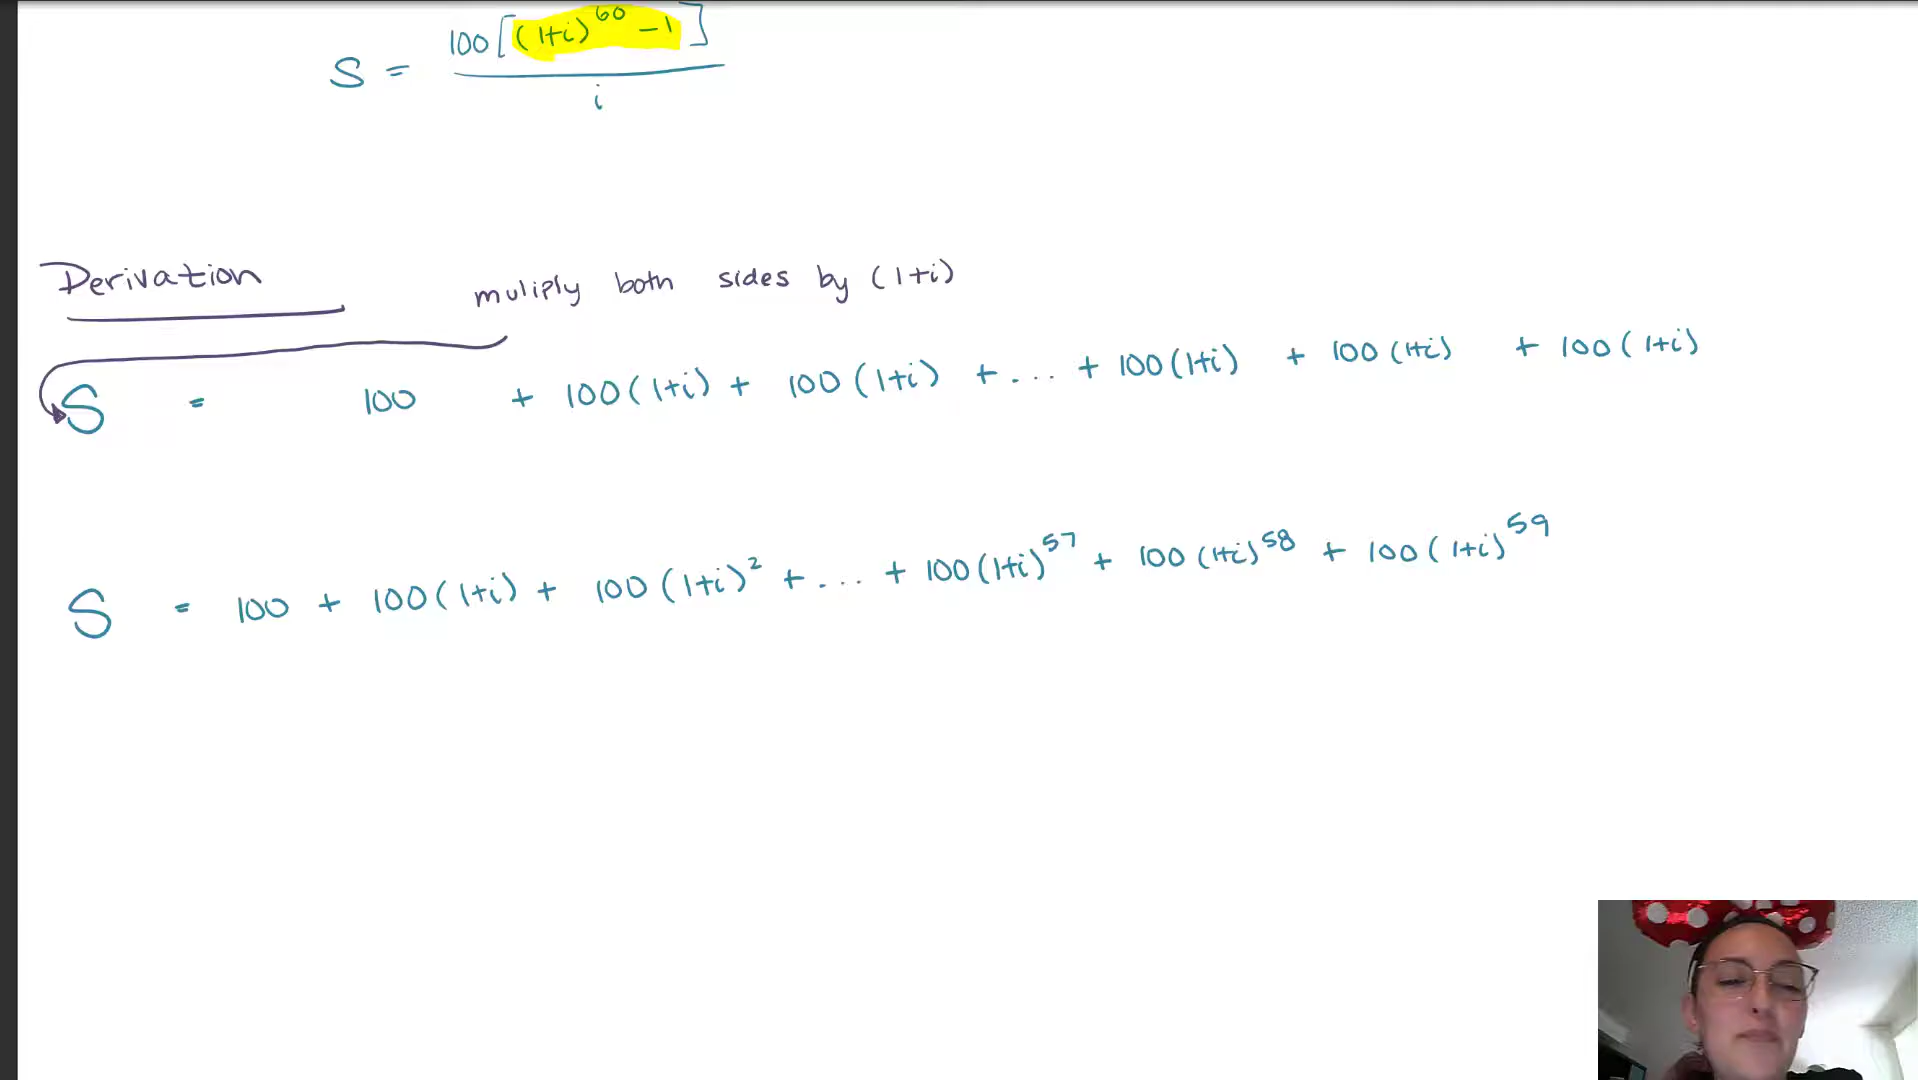 S = 100[(1+i)^60 - 1] / i
Derivation
muliply both sides by (1+i)
S = 100 + 100(1+i) + 100(1+i) + ... + 100(1+i) + 100(1+i) + 100(1+i)
S = 100 + 100(1+i) + 100(1+i)^2 + ... + 100(1+i)^57 + 100(1+i)^58 + 100(1+i)^59